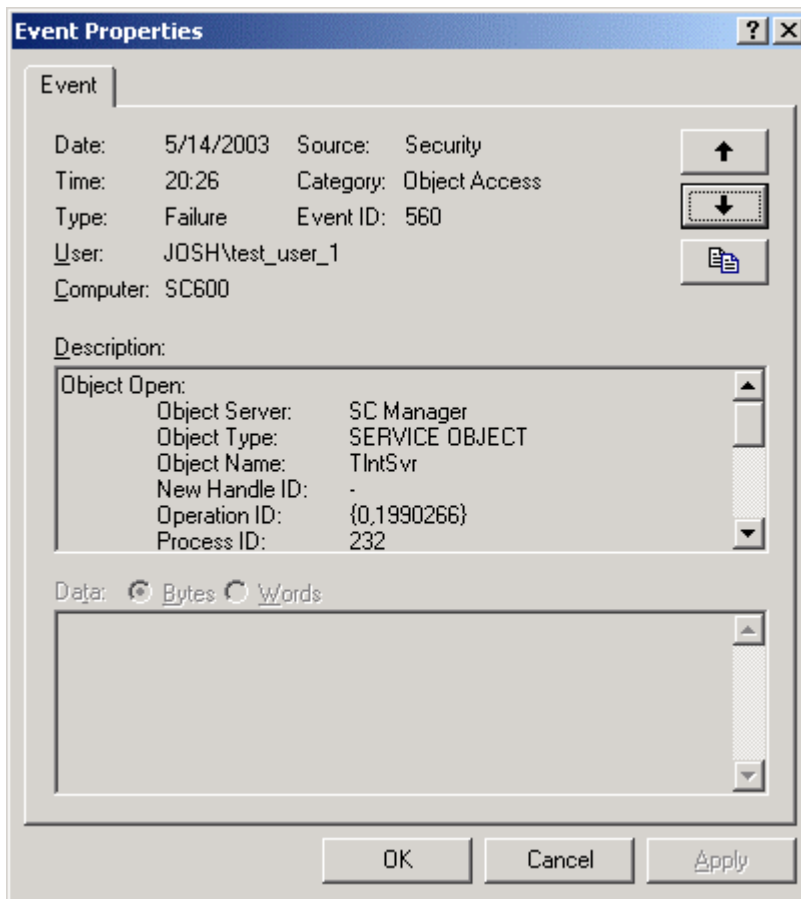 Event Properties
Event
Date: 5/14/2003 Source: Security
Time: 20:26 Category: Object Access
Type: Failure Event ID: 560
User: JOSH\test_user_1
Computer: SC600
Description:
Object Open:
Object Server: SC Manager
Object Type: SERVICE OBJECT
Object Name: TlntSvr
New Handle ID: -
Operation ID: {0,1990266}
Process ID: 232
Data: Bytes Words
OK Cancel Apply